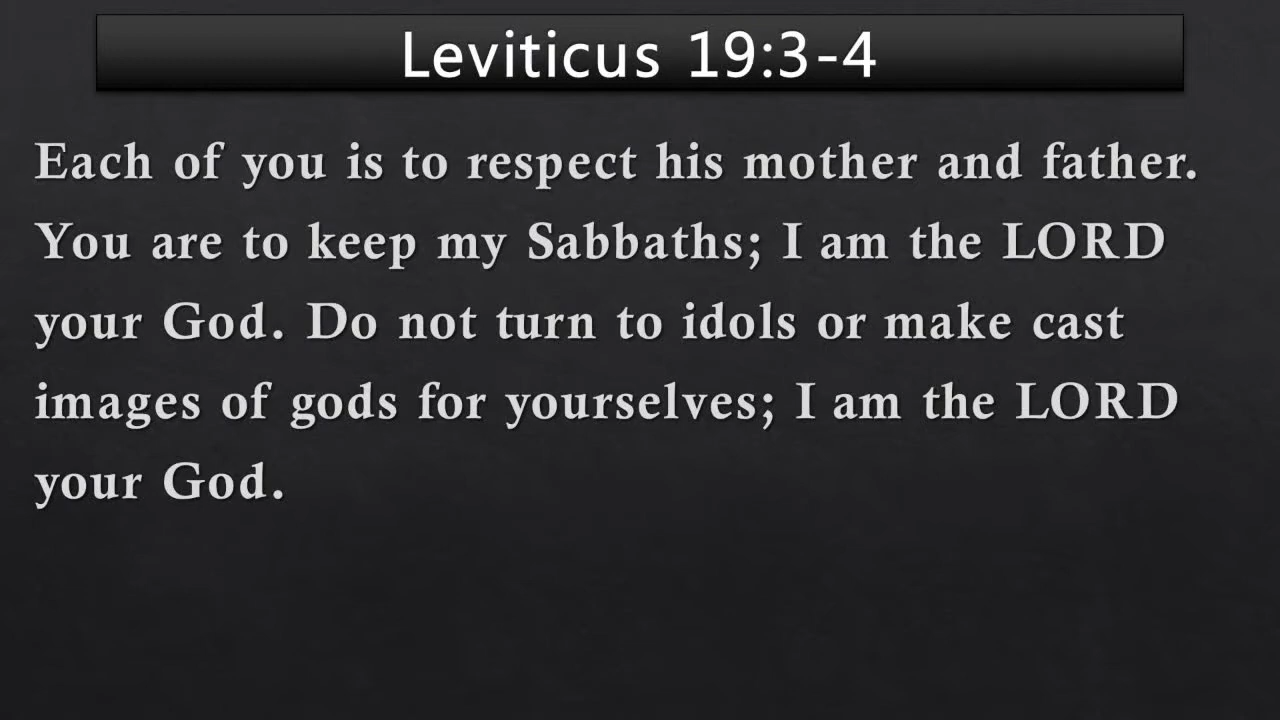 Leviticus 19:3-4
Each of you is to respect his mother and father.
You are to keep my Sabbaths; I am the LORD
your God. Do not turn to idols or make cast
images of gods for yourselves; I am the LORD
your God.